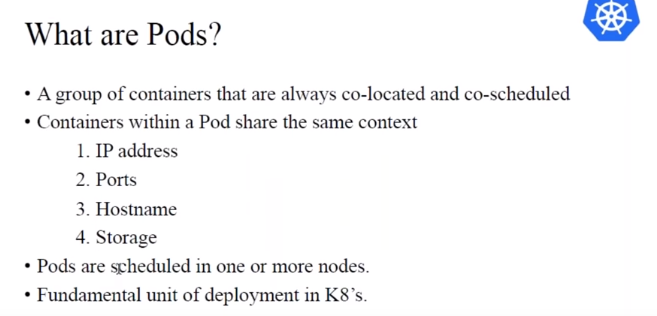 What are Pods?
• A group of containers that are always co-located and co-scheduled
• Containers within a Pod share the same context
1. IP address
2. Ports
3. Hostname
4. Storage
• Pods are scheduled in one or more nodes.
• Fundamental unit of deployment in K8’s.